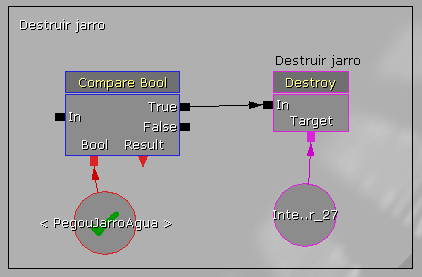 Destruir jarro
Destruir jarro
Compare Bool
Destroy
True
In
In
False
Target
Bool
Result
< PegouJarroAgua >
Inte..r_27